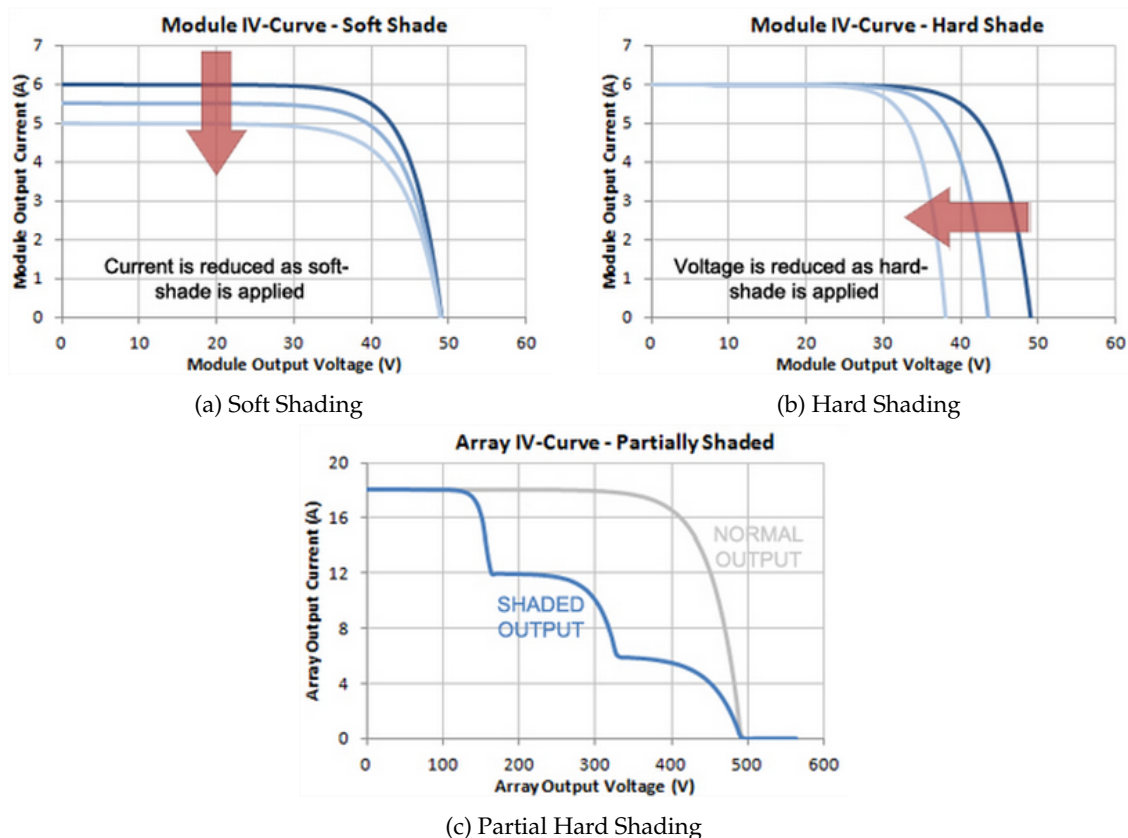 Module IV-Curve - Soft Shade
Module Output Current (A)
7
6
5
4
3
2
1
0
Current is reduced as soft-
shade is applied
0 10 20 30 40 50 60
Module Output Voltage (V)
(a) Soft Shading
Module IV-Curve - Hard Shade
Module Output Current (A)
7
6
5
4
3
2
1
0
Voltage is reduced as hard-
shade is applied
0 10 20 30 40 50 60
Module Output Voltage (V)
(b) Hard Shading
Array IV-Curve - Partially Shaded
Array Output Current (A)
20
16
12
8
4
0
NORMAL
OUTPUT
SHADED
OUTPUT
0 100 200 300 400 500 600
Array Output Voltage (V)
(c) Partial Hard Shading